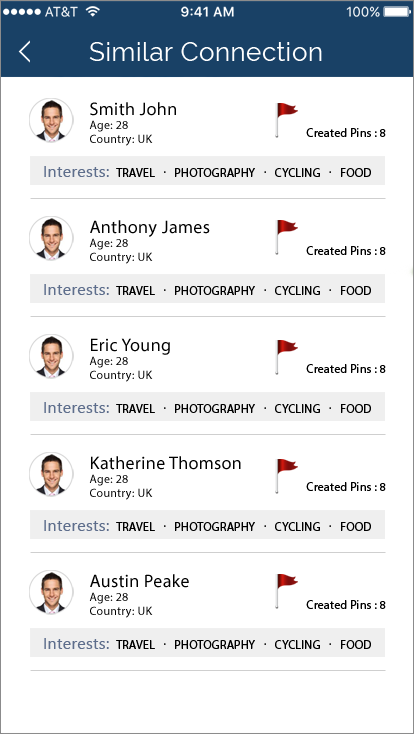 AT&T 9:41 AM 100%
Similar Connection
Smith John
Age: 28
Country: UK
Created Pins : 8
Interests: TRAVEL · PHOTOGRAPHY · CYCLING · FOOD
Anthony James
Age: 28
Country: UK
Created Pins : 8
Interests: TRAVEL · PHOTOGRAPHY · CYCLING · FOOD
Eric Young
Age: 28
Country: UK
Created Pins : 8
Interests: TRAVEL · PHOTOGRAPHY · CYCLING · FOOD
Katherine Thomson
Age: 28
Country: UK
Created Pins : 8
Interests: TRAVEL · PHOTOGRAPHY · CYCLING · FOOD
Austin Peake
Age: 28
Country: UK
Created Pins : 8
Interests: TRAVEL · PHOTOGRAPHY · CYCLING · FOOD